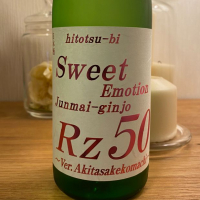 hitotsu-bi
Sweet
Emotion
Junmai-ginjo
Rz50
~Ver. Akitasakekomachi~